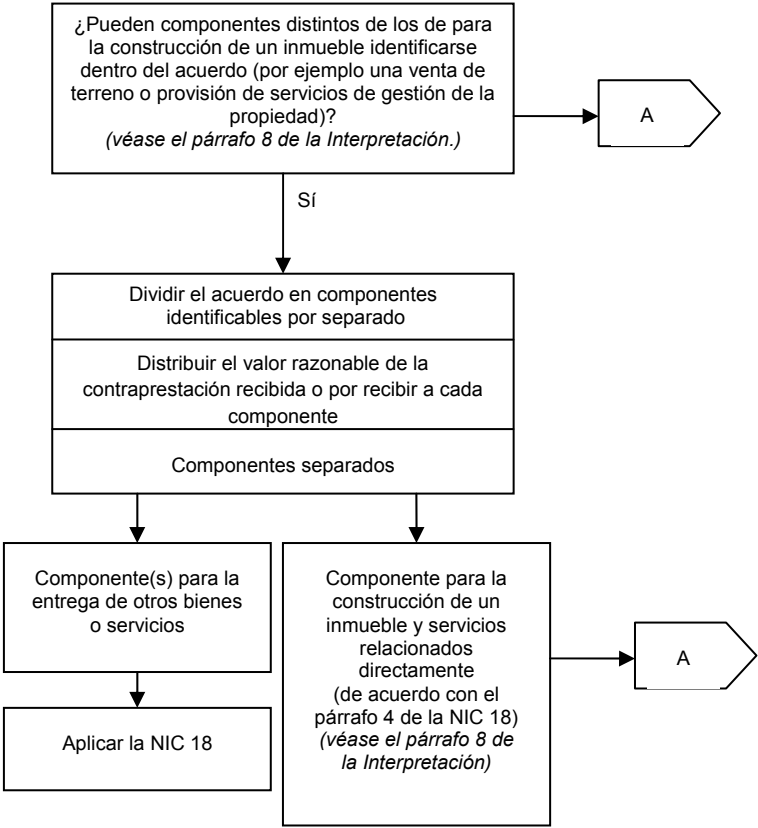 ¿Pueden componentes distintos de los de para
la construcción de un inmueble identificarse
dentro del acuerdo (por ejemplo una venta de
terreno o provisión de servicios de gestión de la
propiedad)?
(véase el párrafo 8 de la Interpretación.)
A
Sí
Dividir el acuerdo en componentes
identificables por separado
Distribuir el valor razonable de la
contraprestación recibida o por recibir a cada
componente
Componentes separados
Componente(s) para la
entrega de otros bienes
o servicios
Aplicar la NIC 18
Componente para la
construcción de un
inmueble y servicios
relacionados
directamente
(de acuerdo con el
párrafo 4 de la NIC 18)
(véase el párrafo 8 de
la Interpretación)
A